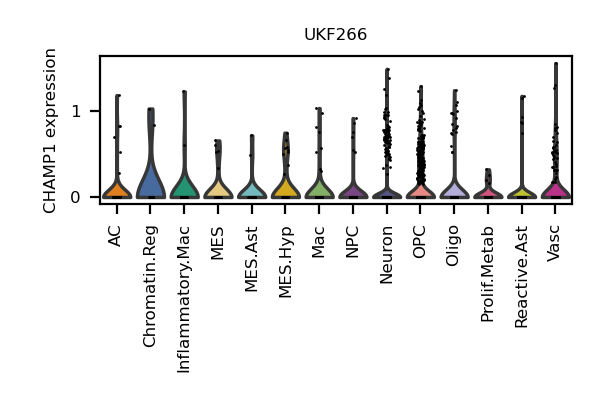 UKF266
CHAMP1 expression
1
0
AC
Chromatin.Reg
Inflammatory.Mac
MES
MES.Ast
MES.Hyp
Mac
NPC
Neuron
OPC
Oligo
Prolif.Metab
Reactive.Ast
Vasc